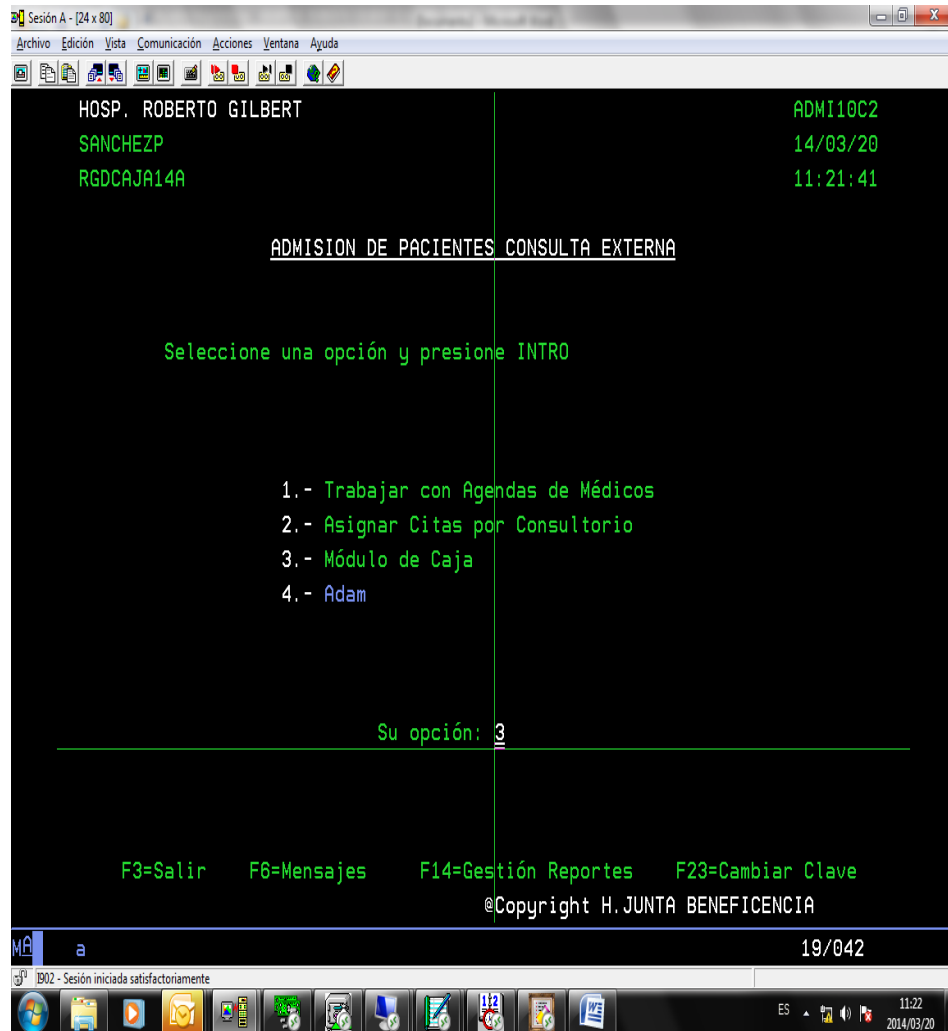 Sesión A - [24 x 80]
Archivo Edición Vista Comunicación Acciones Ventana Ayuda
HOSP. ROBERTO GILBERT ADMI10C2
SANCHEZP 14/03/20
RGDCAJA14A 11:21:41
ADMISION DE PACIENTES CONSULTA EXTERNA
Seleccione una opción y presione INTRO
1.- Trabajar con Agendas de Médicos
2.- Asignar Citas por Consultorio
3.- Módulo de Caja
4.- Adam
Su opción: 3
F3=Salir F6=Mensajes F14=Gestión Reportes F23=Cambiar Clave
@Copyright H.JUNTA BENEFICENCIA
MA a 19/042
I902 - Sesión iniciada satisfactoriamente
ES 11:22
2014/03/20